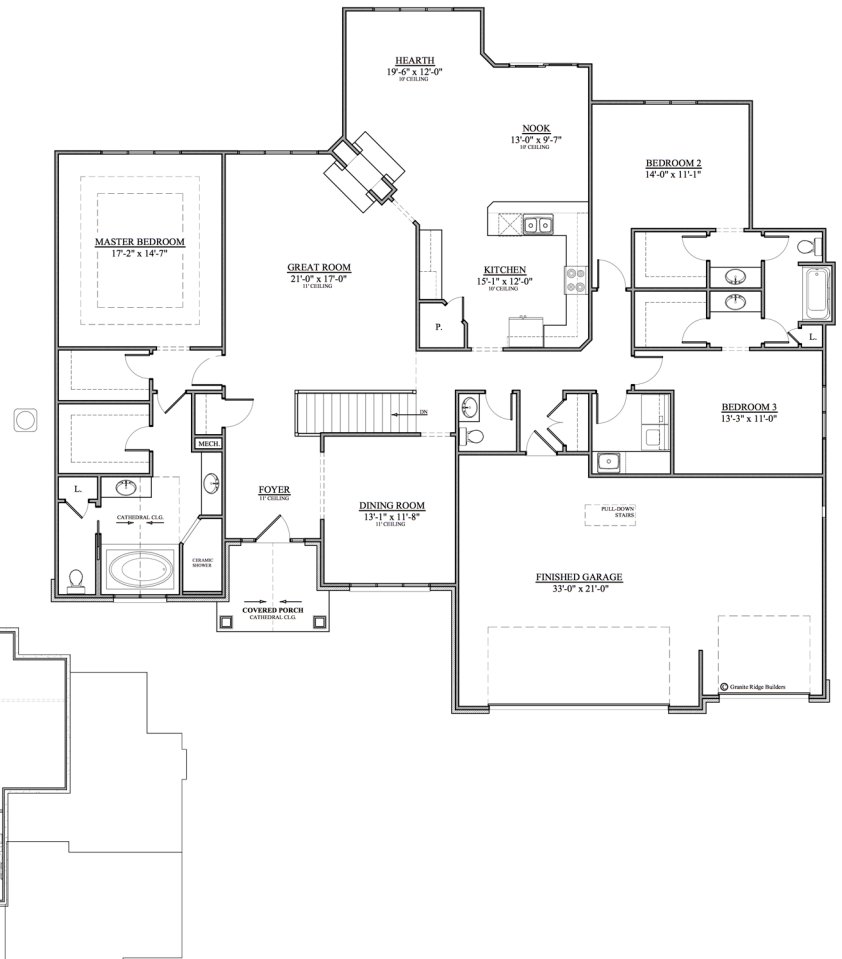 HEARTH
19'-6" x 12'-0"
10' CEILING
NOOK
13'-0" x 9'-7"
10' CEILING
BEDROOM 2
14'-0" x 11'-1"
MASTER BEDROOM
17'-2" x 14'-7"
GREAT ROOM
21'-0" x 17'-0"
11' CEILING
KITCHEN
15'-1" x 12'-0"
10' CEILING
P.
L.
DN
BEDROOM 3
13'-3" x 11'-0"
MECH.
L.
FOYER
11' CEILING
DINING ROOM
13'-1" x 11'-8"
11' CEILING
CATHEDRAL CLG.
PULL-DOWN
STAIRS
CERAMIC
SHOWER
FINISHED GARAGE
33'-0" x 21'-0"
COVERED PORCH
CATHEDRAL CLG.
© Granite Ridge Builders